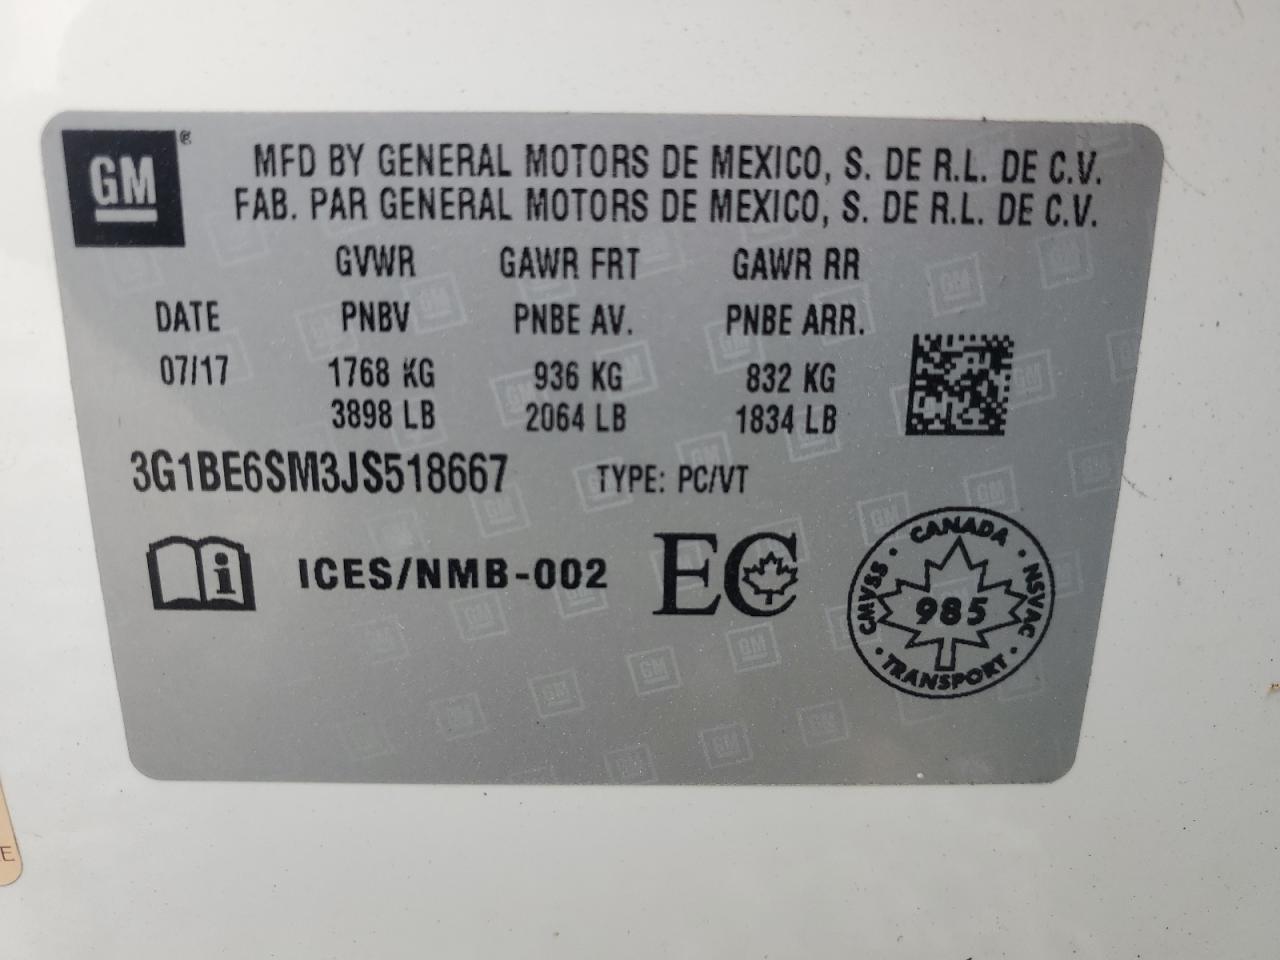 GM®
MFD BY GENERAL MOTORS DE MEXICO, S. DE R.L. DE C.V.
FAB. PAR GENERAL MOTORS DE MEXICO, S. DE R.L. DE C.V.
GVWR GAWR FRT GAWR RR
DATE PNBV PNBE AV. PNBE ARR.
07/17 1768 KG 936 KG 832 KG
3898 LB 2064 LB 1834 LB
3G1BE6SM3JS518667 TYPE: PC/VT
i ICES/NMB-002 EC
CANADA
CMVSS 985 NSVAC
TRANSPORT
E